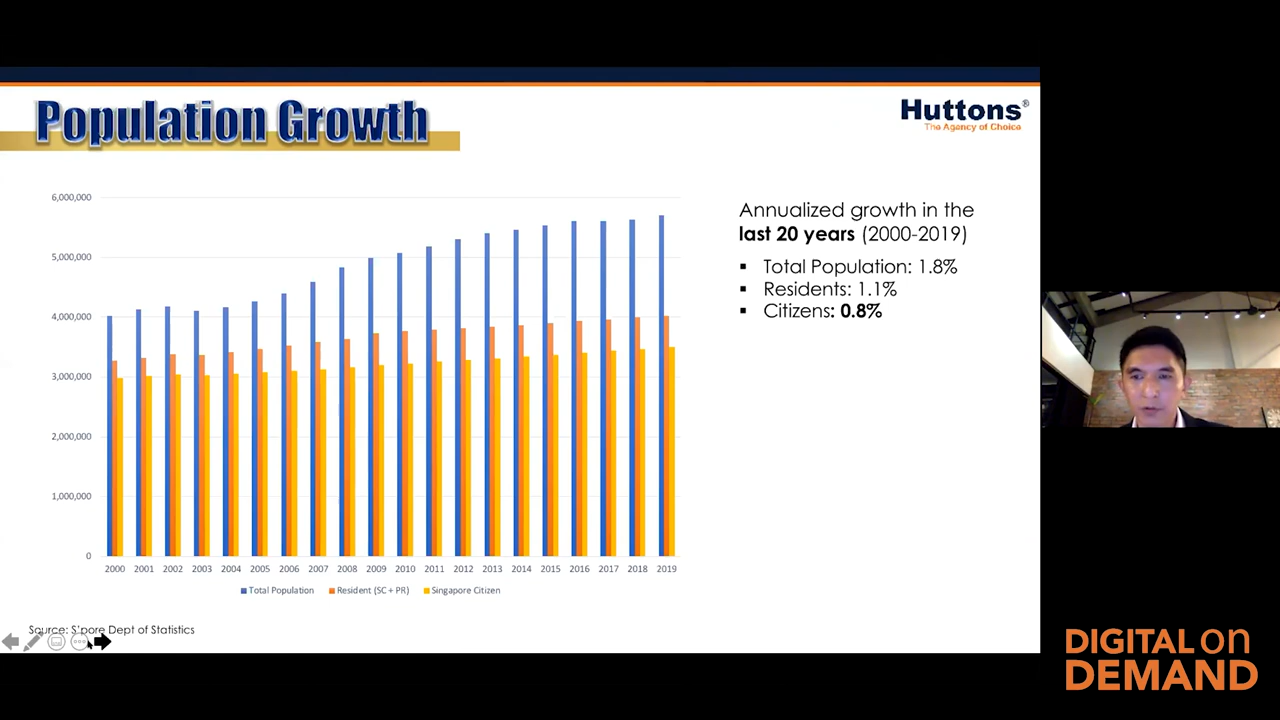 Population Growth
Huttons®
The Agency of Choice
6,000,000
5,000,000
4,000,000
3,000,000
2,000,000
1,000,000
0
2000 2001 2002 2003 2004 2005 2006 2007 2008 2009 2010 2011 2012 2013 2014 2015 2016 2017 2018 2019
Total Population Resident (SC + PR) Singapore Citizen
Source: S'pore Dept of Statistics
Annualized growth in the
last 20 years (2000-2019)
▪ Total Population: 1.8%
▪ Residents: 1.1%
▪ Citizens: 0.8%
DIGITAL on
DEMAND